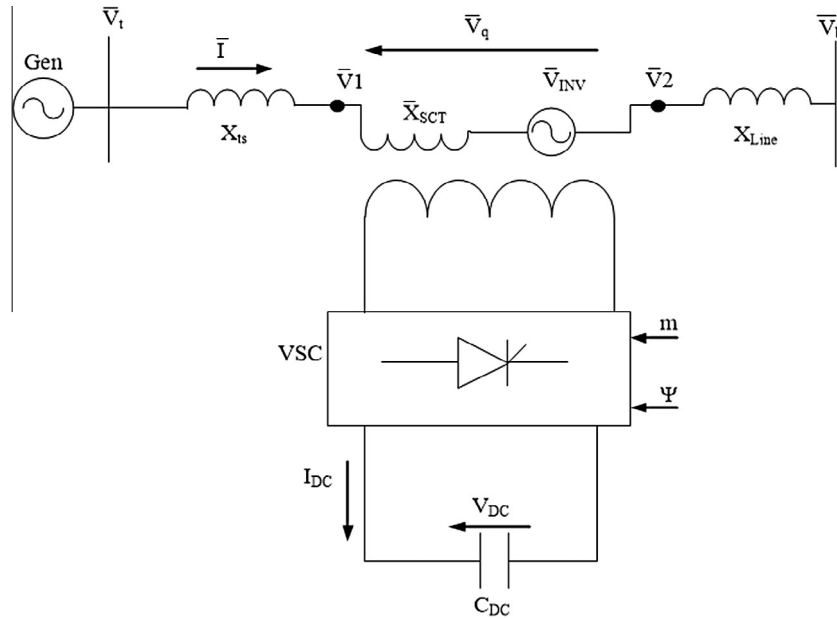 V̅t
Gen
I̅
V̅q
V̅1
V̅INV
V̅2
Xts
X̅SCT
XLine
VSC
m
Ψ
IDC
VDC
CDC